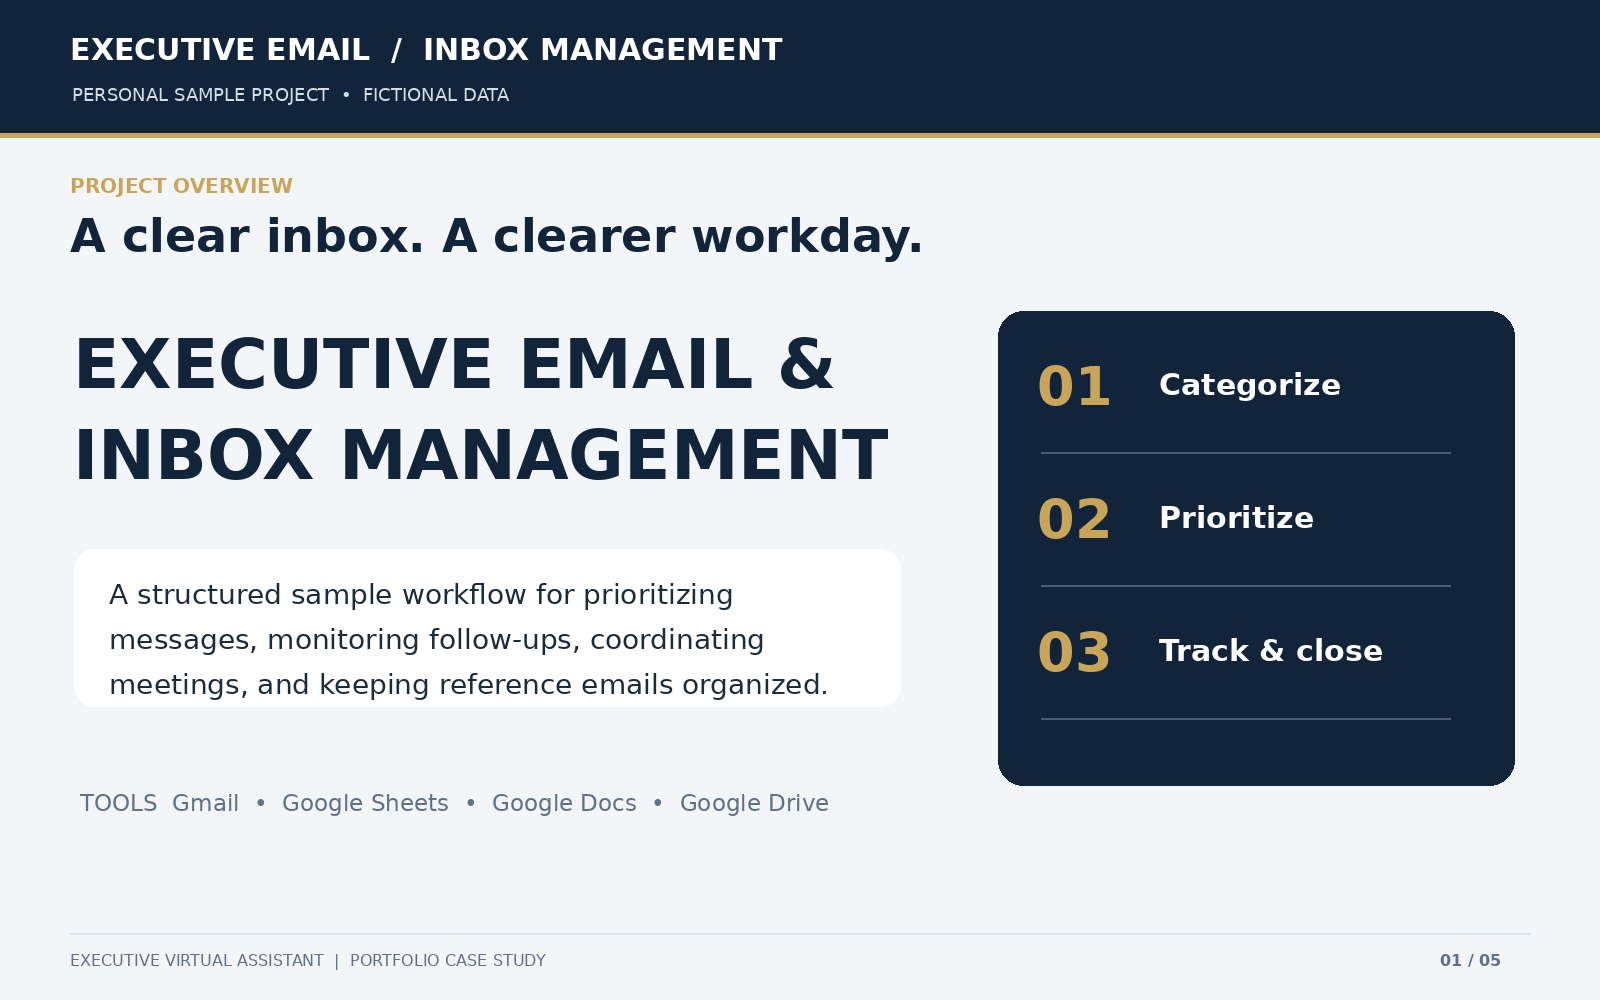 EXECUTIVE EMAIL / INBOX MANAGEMENT
PERSONAL SAMPLE PROJECT • FICTIONAL DATA
PROJECT OVERVIEW
A clear inbox. A clearer workday.
EXECUTIVE EMAIL &
INBOX MANAGEMENT
A structured sample workflow for prioritizing
messages, monitoring follow-ups, coordinating
meetings, and keeping reference emails organized.
TOOLS Gmail • Google Sheets • Google Docs • Google Drive
01 Categorize
02 Prioritize
03 Track & close
EXECUTIVE VIRTUAL ASSISTANT | PORTFOLIO CASE STUDY
01 / 05